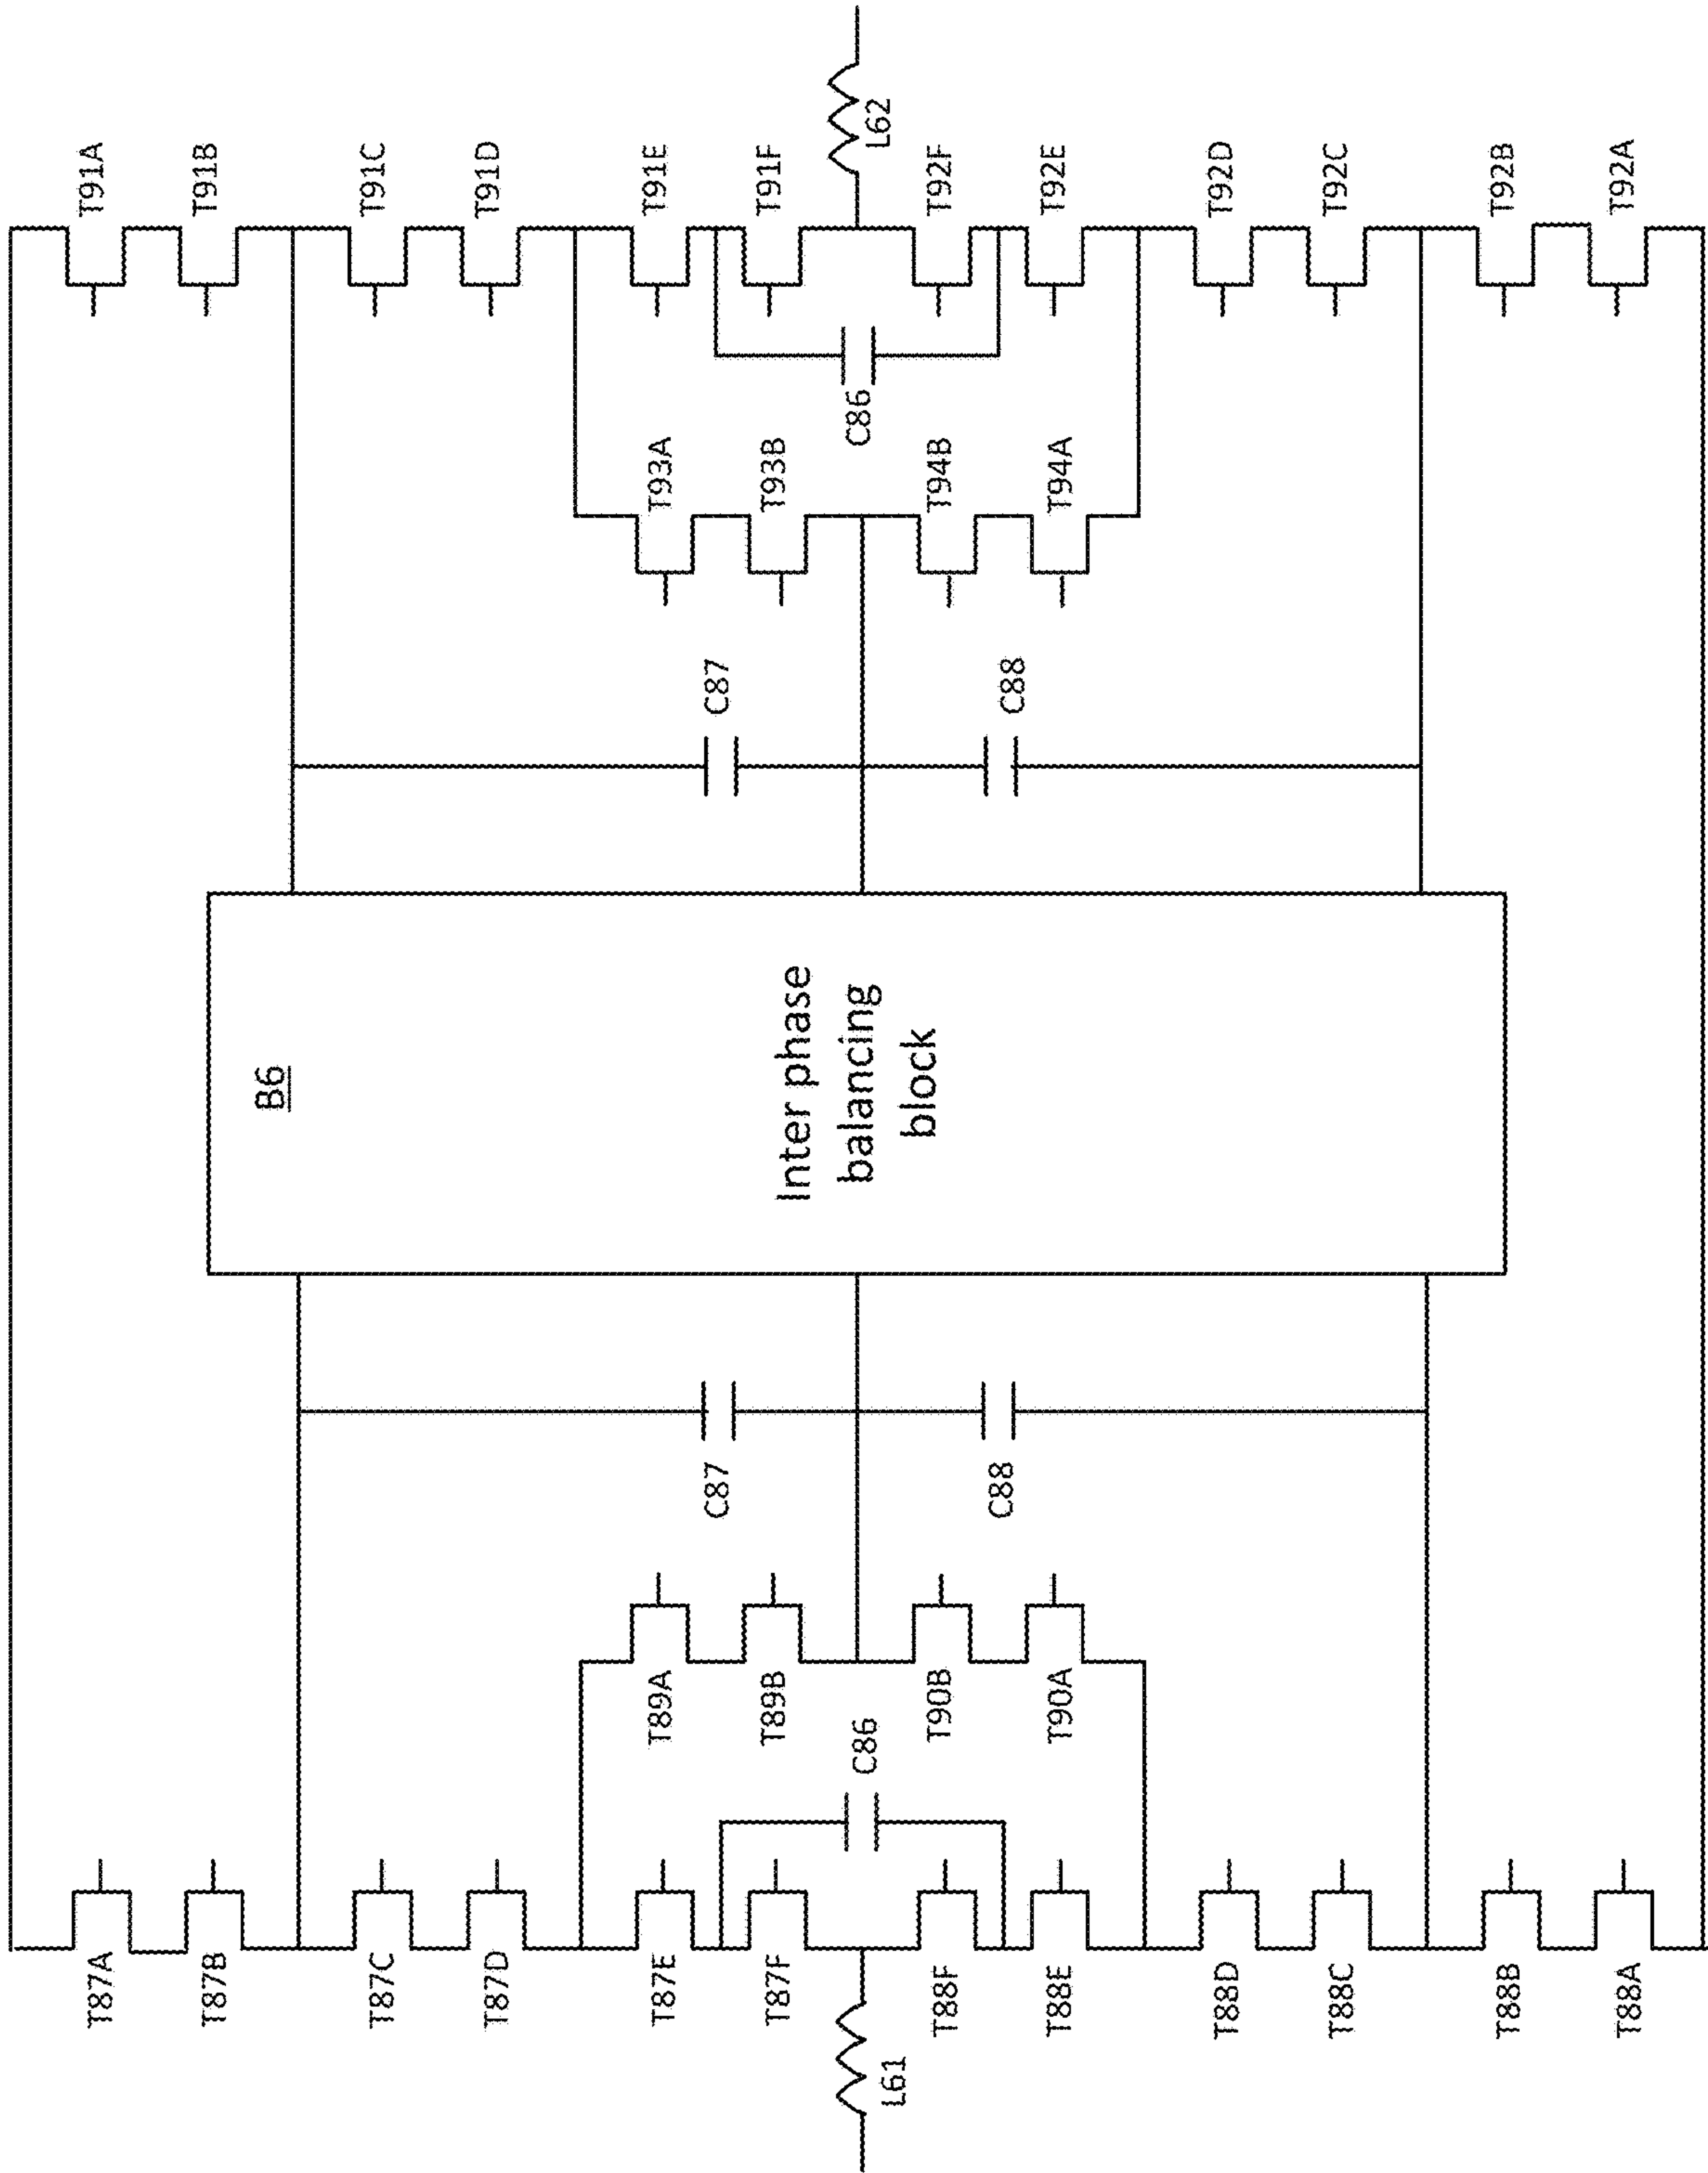 T87A
T87B
T87C
T87D
T87E
T87F
T88F
T88E
T88D
T88C
T88B
T88A
L61
C86
T89A
T89B
T90B
T90A
C87
C88
B6
Inter phase
balancing
block
C87
C88
T93A
T93B
T94B
T94A
C86
T91A
T91B
T91C
T91D
T91E
T91F
T92F
T92E
T92D
T92C
T92B
T92A
L62